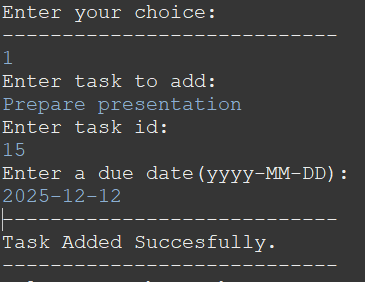 Enter your choice:
----------------------------
1
Enter task to add:
Prepare presentation
Enter task id:
15
Enter a due date(yyyy-MM-DD):
2025-12-12
----------------------------
Task Added Succesfully.
----------------------------